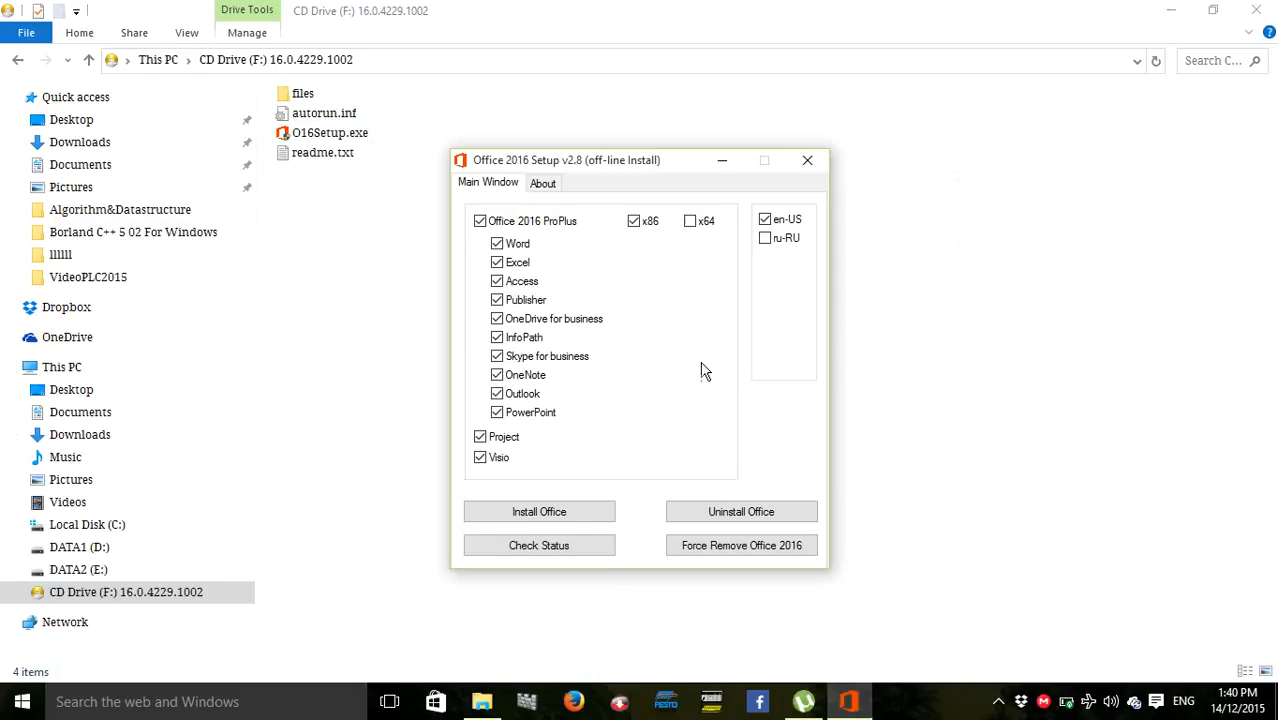 Drive Tools
CD Drive (F:) 16.0.4229.1002
File
Home
Share
View
Manage
This PC
CD Drive (F:) 16.0.4229.1002
Search C...
Quick access
Desktop
Downloads
Documents
Pictures
Algorithm&Datastructure
Borland C++ 5 02 For Windows
llllll
VideoPLC2015
Dropbox
OneDrive
This PC
Desktop
Documents
Downloads
Music
Pictures
Videos
Local Disk (C:)
DATA1 (D:)
DATA2 (E:)
CD Drive (F:) 16.0.4229.1002
Network
files
autorun.inf
O16Setup.exe
readme.txt
Office 2016 Setup v2.8 (off-line Install)
Main Window
About
Office 2016 ProPlus
x86
x64
Word
Excel
Access
Publisher
OneDrive for business
InfoPath
Skype for business
OneNote
Outlook
PowerPoint
Project
Visio
en-US
ru-RU
Install Office
Uninstall Office
Check Status
Force Remove Office 2016
4 items
Search the web and Windows
FESTO
ENG
1:40 PM
14/12/2015